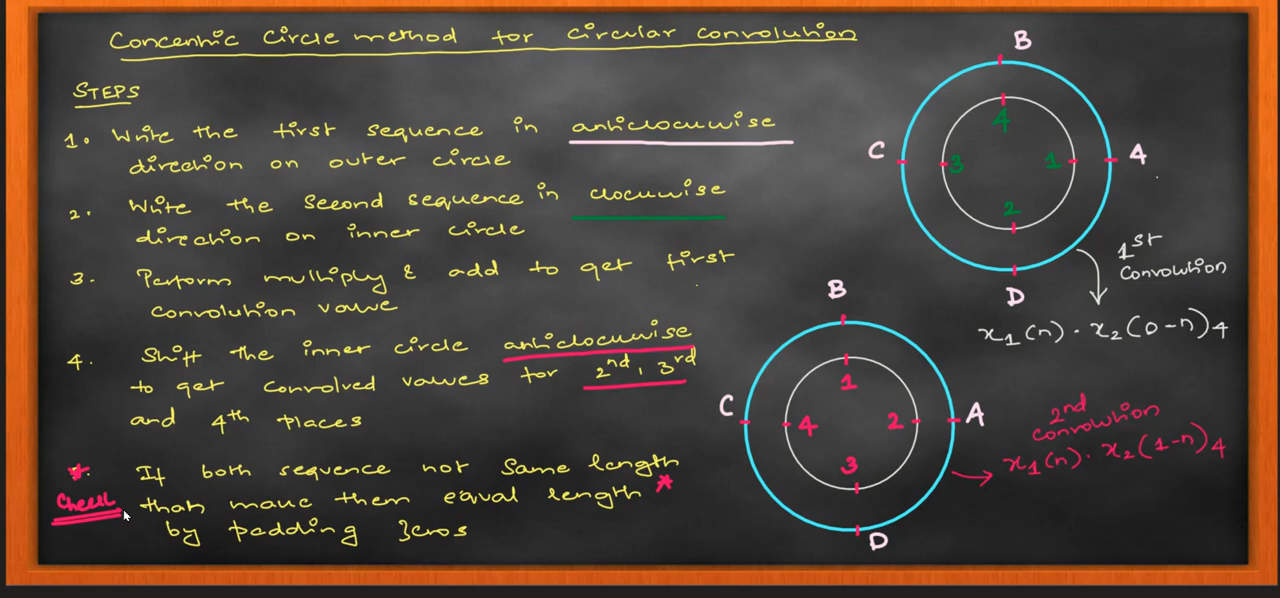 Concentric Circle method for Circular convolution
STEPS
1. Write the first sequence in anticlockwise
direction on outer circle
2. Write the second sequence in clockwise
direction on inner circle
3. Perform multiply & add to get first
convolution value
4. Shift the inner circle anticlockwise
to get convolved values for 2nd, 3rd
and 4th places
* If both sequence not same length
Check than make them equal length *
by padding zeros
B
4
C 3 1 4
2
D
1st
Convolution
x1(n) · x2(0-n)4
B
1
C 4 2 A
3
D
2nd
convolution
x1(n) · x2(1-n)4